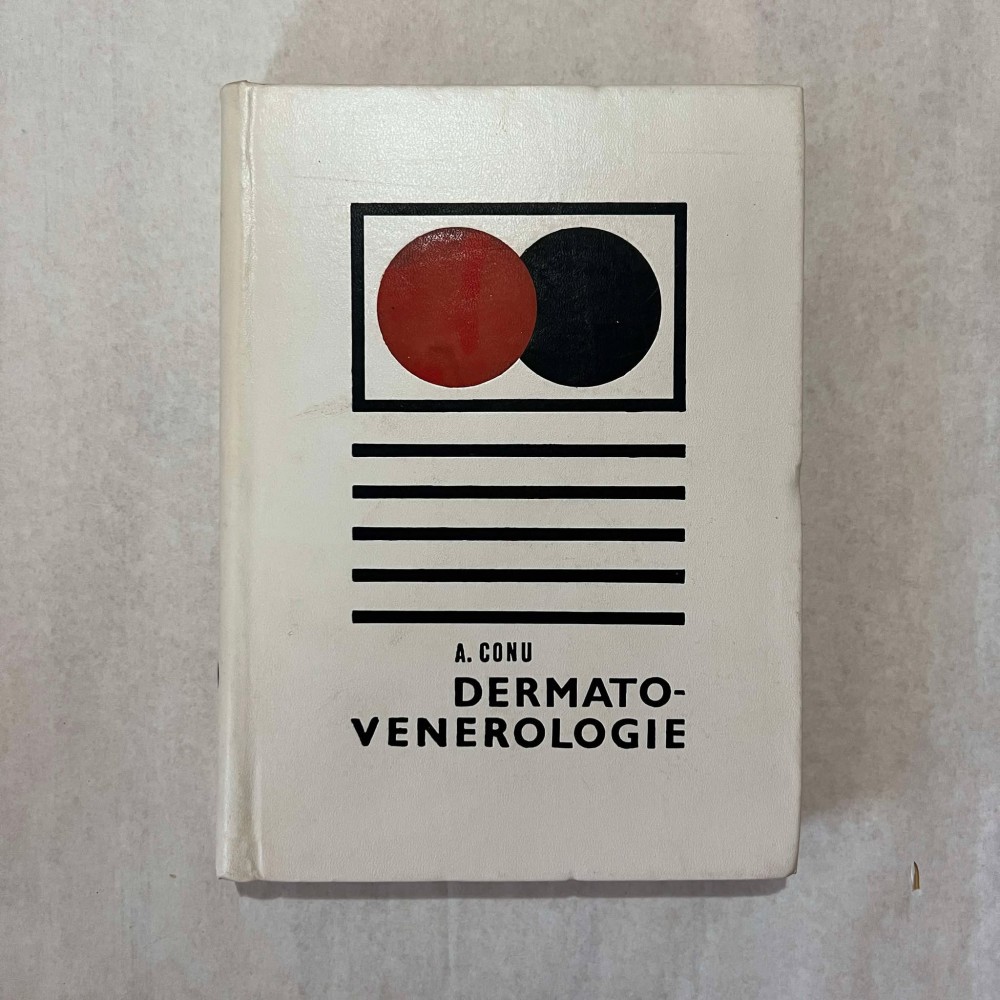 A. CONU
DERMATO-
VENEROLOGIE